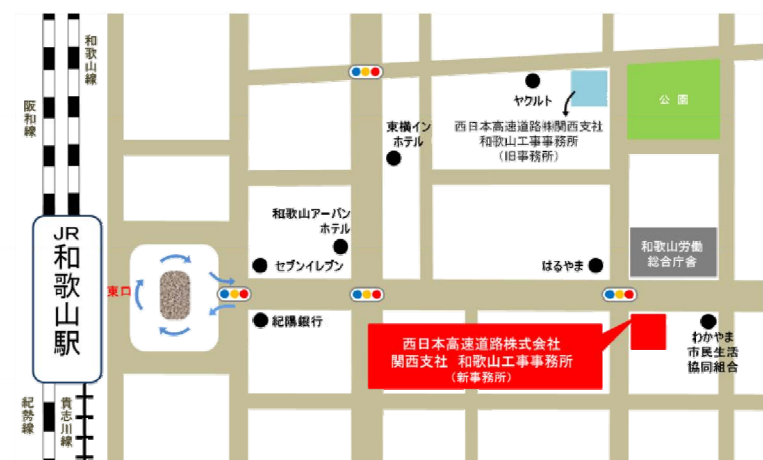 和歌山線
阪和線
JR
和歌山駅
東口
紀勢線
貴志川線
ヤクルト
西日本高速道路㈱関西支社
和歌山工事事務所
(旧事務所)
公園
東横イン
ホテル
和歌山アーバン
ホテル
セブンイレブン
はるやま
和歌山労働
総合庁舎
紀陽銀行
西日本高速道路株式会社
関西支社 和歌山工事事務所
(新事務所)
わかやま
市民生活
協同組合